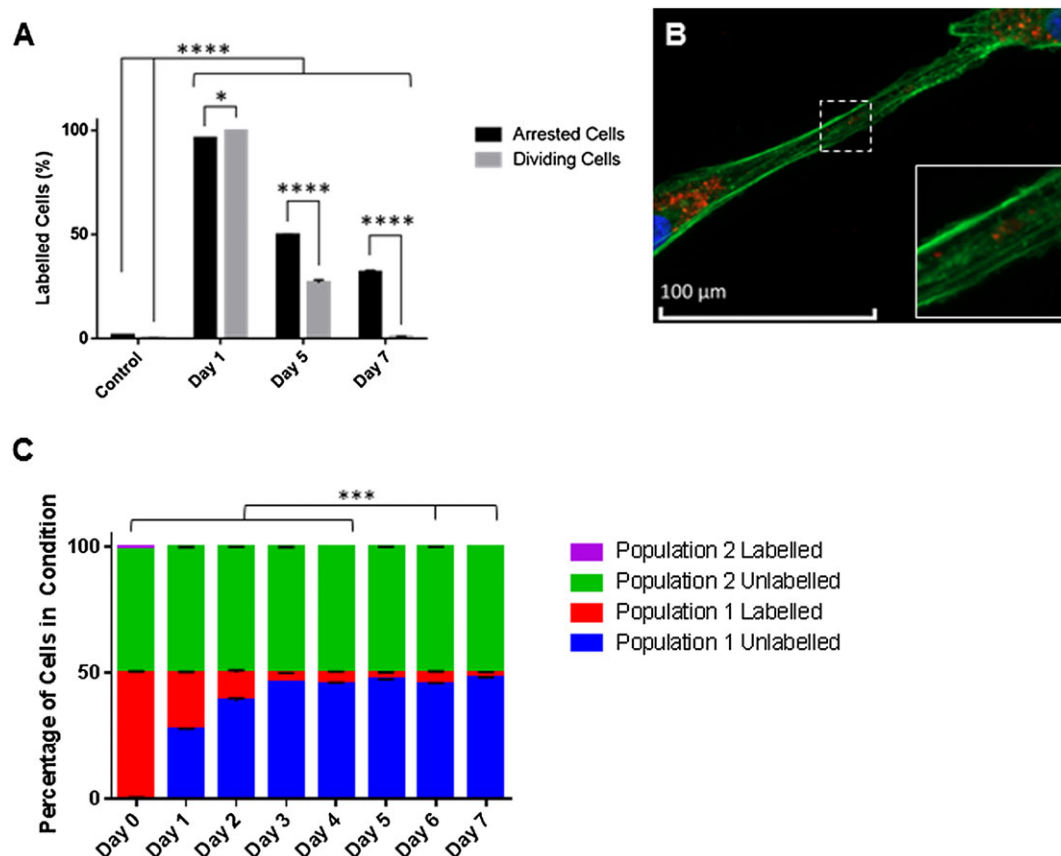 A
****
*
****
****
Labelled Cells (%)
100
50
0
Control
Day 1
Day 5
Day 7
Arrested Cells
Dividing Cells
B
100 µm
C
***
Percentage of Cells in Condition
100
50
0
Day 0
Day 1
Day 2
Day 3
Day 4
Day 5
Day 6
Day 7
Population 2 Labelled
Population 2 Unlabelled
Population 1 Labelled
Population 1 Unlabelled